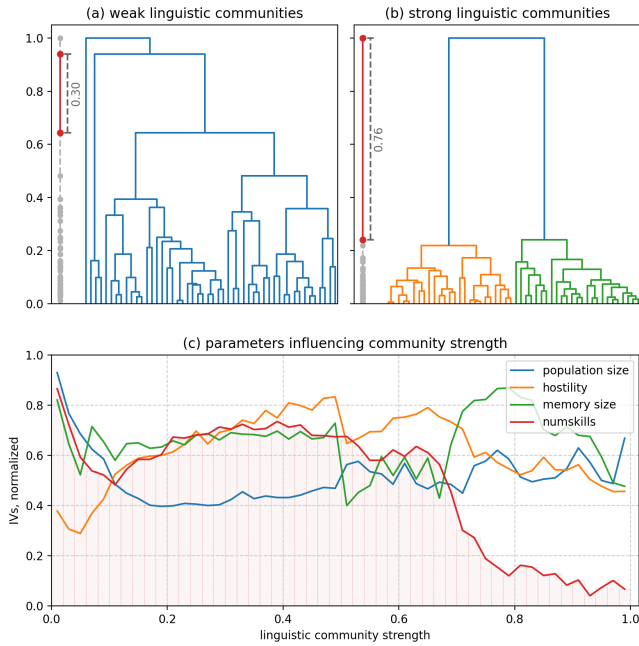 (a) weak linguistic communities
(b) strong linguistic communities
1.0
0.8
0.6
0.4
0.2
0.0
0.30
0.76
(c) parameters influencing community strength
1.0
0.8
0.6
0.4
0.2
0.0
IVs, normalized
population size
hostility
memory size
numskills
0.0 0.2 0.4 0.6 0.8 1.0
linguistic community strength